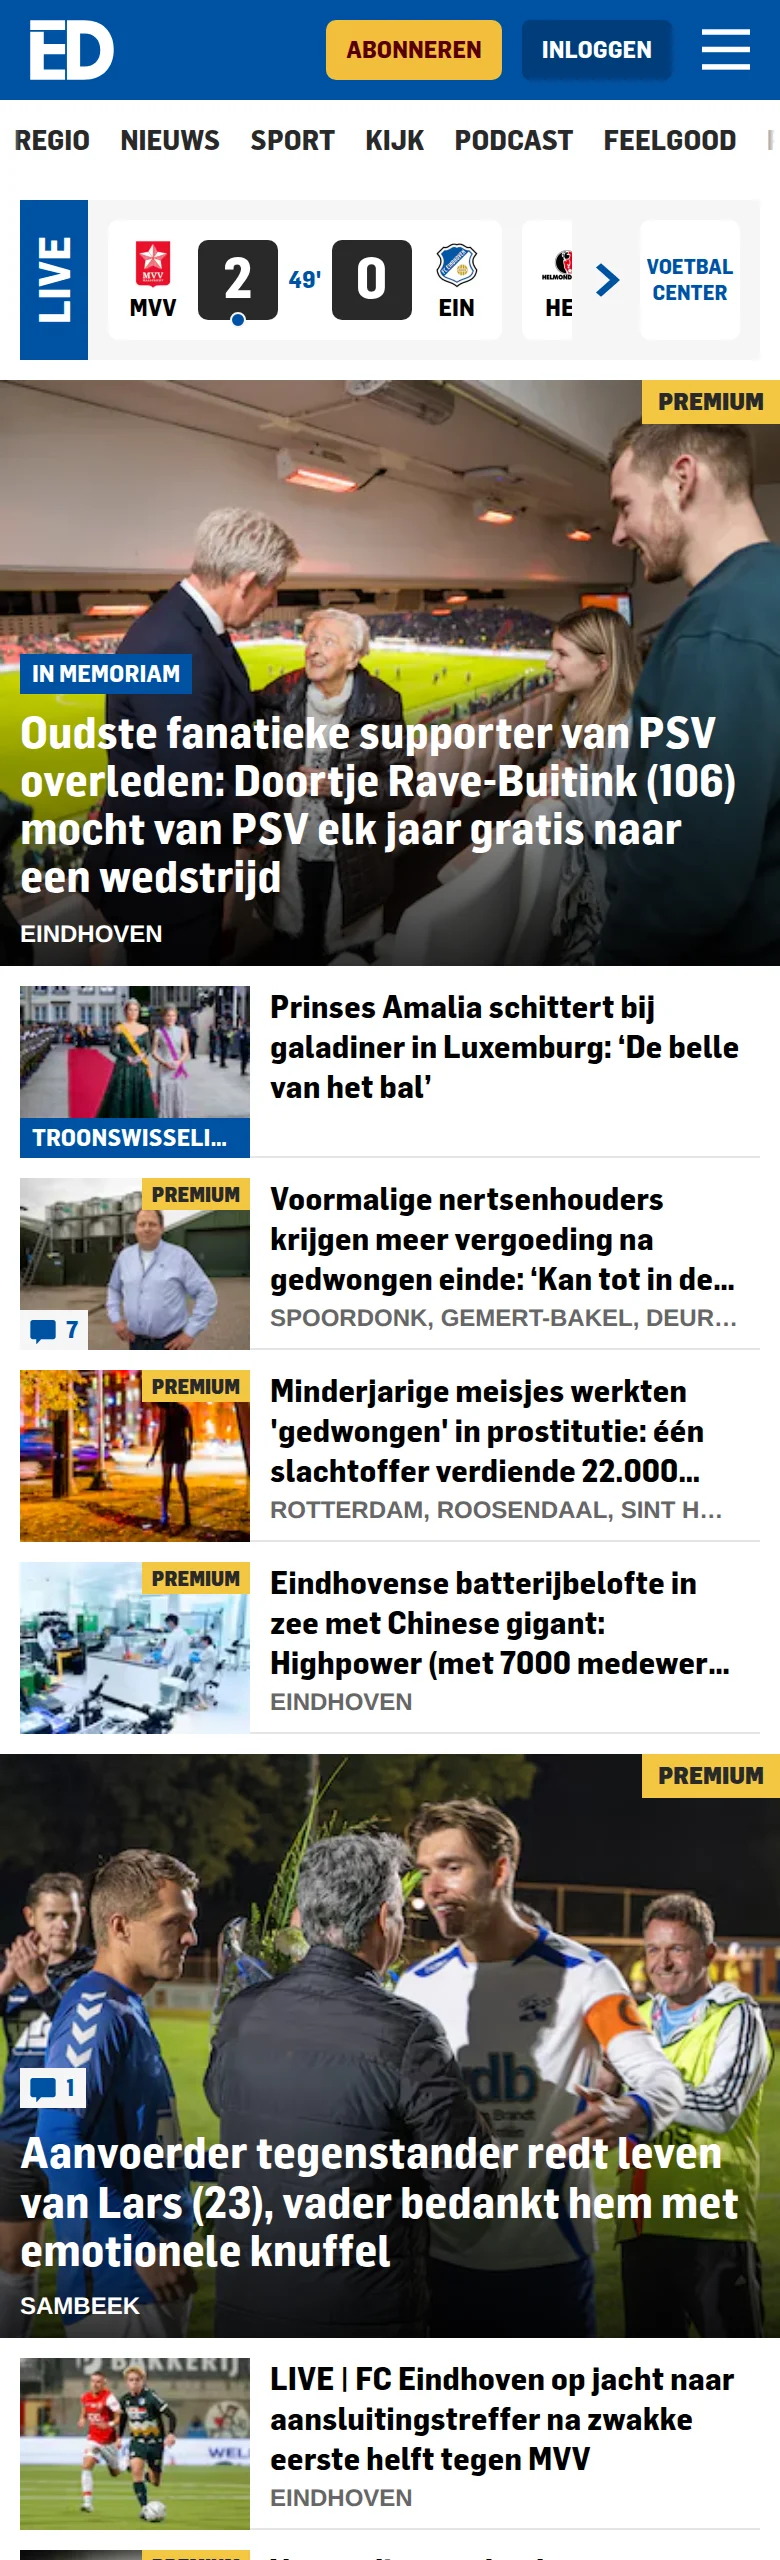 ED
ABONNEREN
INLOGGEN
REGIO NIEUWS SPORT KIJK PODCAST FEELGOOD
LIVE
MVV
2
49'
0
EIN
HE
VOETBAL
CENTER
PREMIUM
IN MEMORIAM
Oudste fanatieke supporter van PSV
overleden: Doortje Rave-Buitink (106)
mocht van PSV elk jaar gratis naar
een wedstrijd
EINDHOVEN
Prinses Amalia schittert bij
galadiner in Luxemburg: ‘De belle
van het bal’
TROONSWISSELI...
PREMIUM
Voormalige nertsenhouders
krijgen meer vergoeding na
gedwongen einde: ‘Kan tot in de...
SPOORDONK, GEMERT-BAKEL, DEUR...
7
PREMIUM
Minderjarige meisjes werkten
'gedwongen' in prostitutie: één
slachtoffer verdiende 22.000...
ROTTERDAM, ROOSENDAAL, SINT H...
PREMIUM
Eindhovense batterijbelofte in
zee met Chinese gigant:
Highpower (met 7000 medewer...
EINDHOVEN
PREMIUM
db
1
Aanvoerder tegenstander redt leven
van Lars (23), vader bedankt hem met
emotionele knuffel
SAMBEEK
LIVE | FC Eindhoven op jacht naar
aansluitingstreffer na zwakke
eerste helft tegen MVV
EINDHOVEN